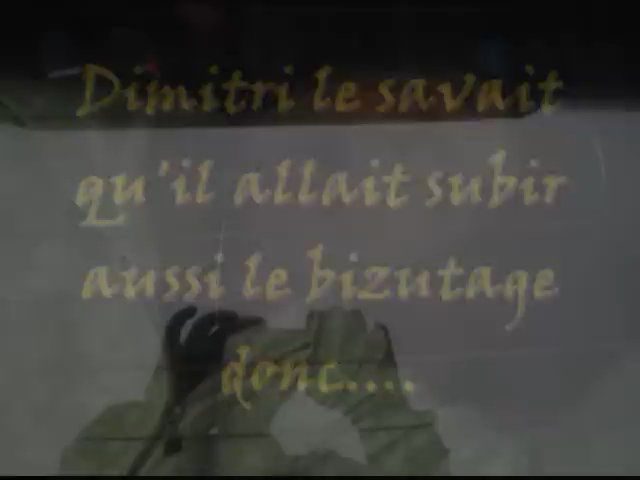 Dimitri le savait
qu'il allait subir
aussi le bizutage
donc....